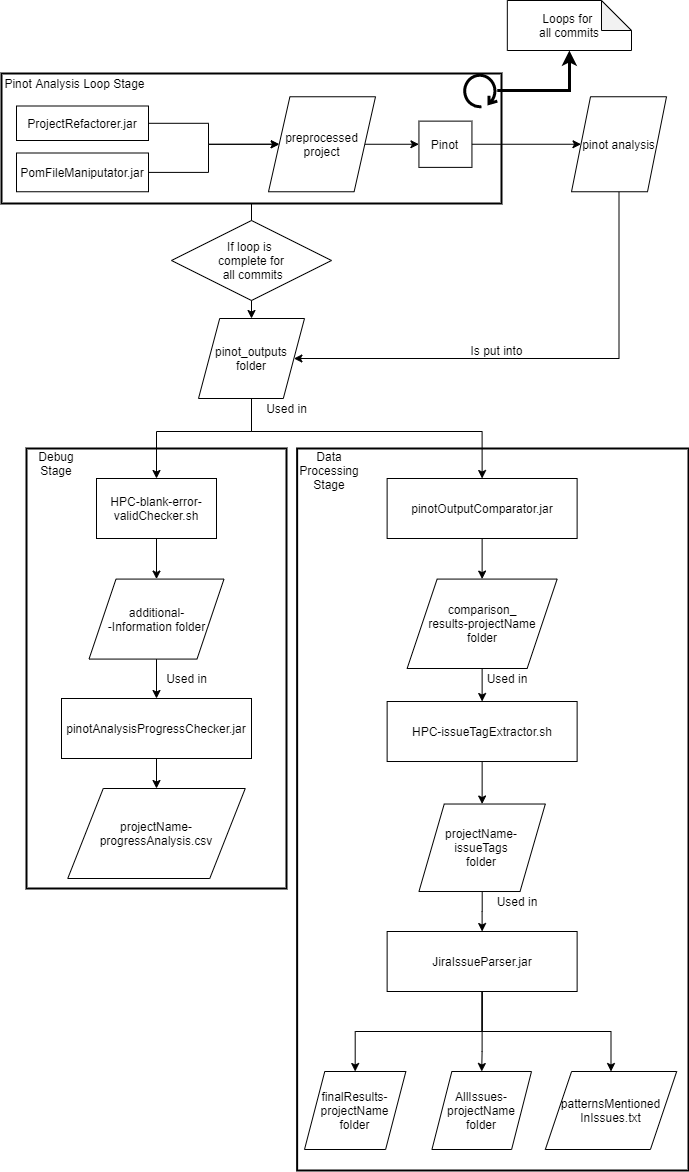 Loops for
all commits
Pinot Analysis Loop Stage
ProjectRefactorer.jar
PomFileManiputator.jar
preprocessed
project
Pinot
pinot analysis
If loop is
complete for
all commits
pinot_outputs
folder
Is put into
Used in
Debug
Stage
HPC-blank-error-
validChecker.sh
additional-
-Information folder
Used in
pinotAnalysisProgressChecker.jar
projectName-
progressAnalysis.csv
Data
Processing
Stage
pinotOutputComparator.jar
comparison_
results-projectName
folder
Used in
HPC-issueTagExtractor.sh
projectName-
issueTags
folder
Used in
JiraIssueParser.jar
finalResults-
projectName
folder
AllIssues-
projectName
folder
patternsMentioned
InIssues.txt